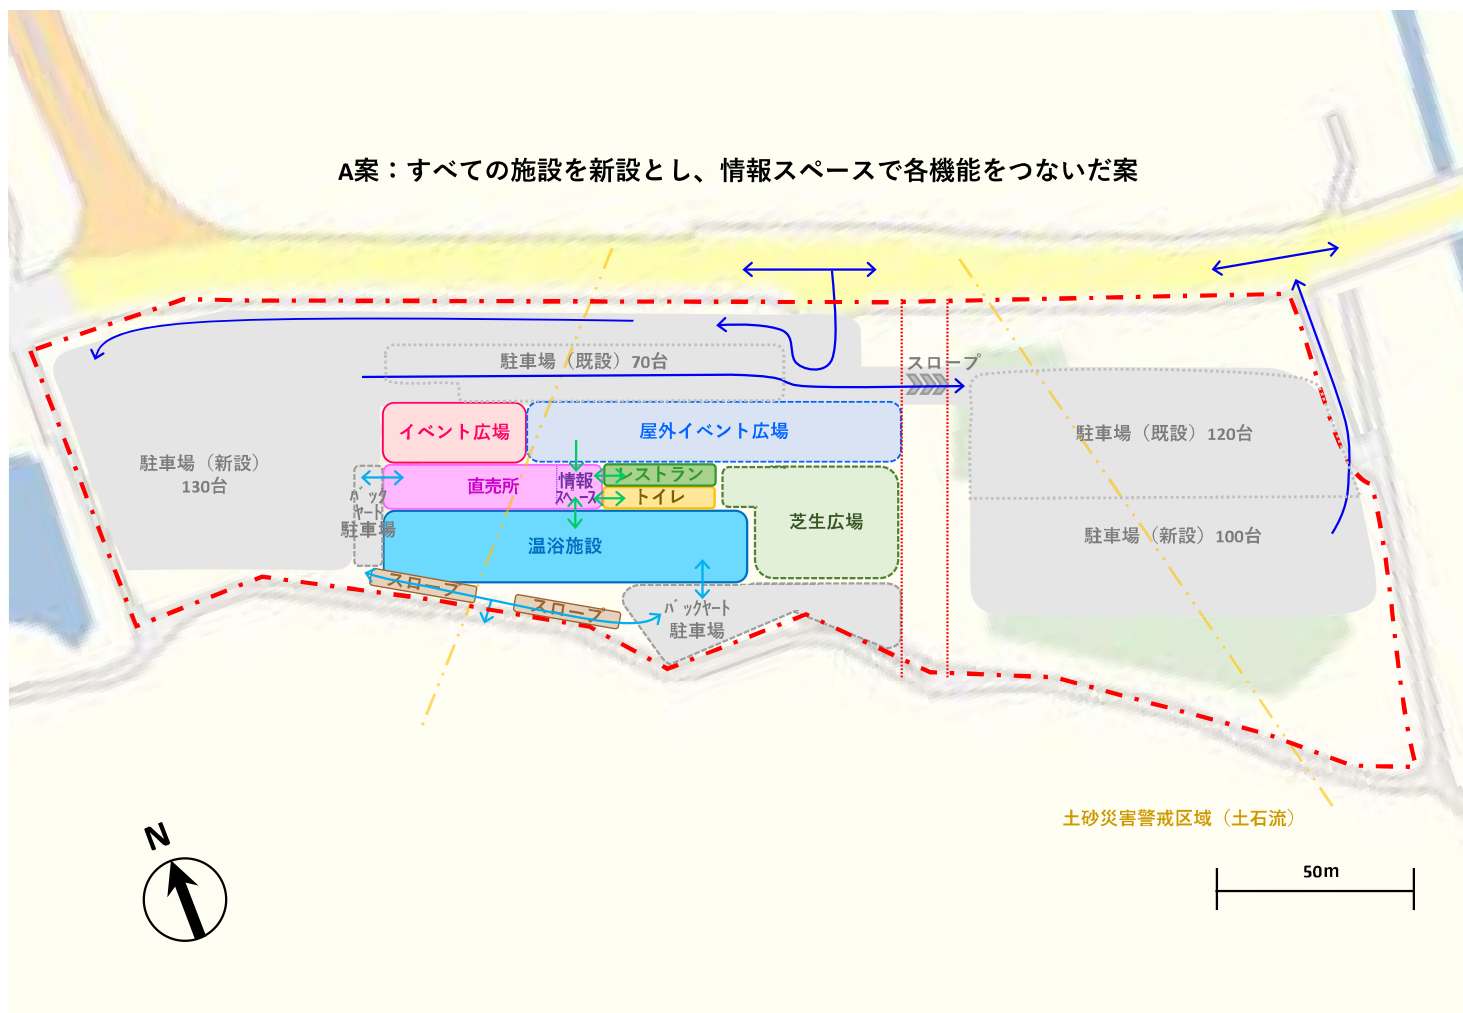 A案：すべての施設を新設とし、情報スペースで各機能をつないだ案
駐車場（既設）70台
スロープ
イベント広場
屋外イベント広場
駐車場（既設）120台
駐車場（新設）
130台
直売所
情報
ｽﾍﾟｰｽ
レストラン
トイレ
ﾊﾞｯｸ
ﾔｰﾄﾞ
駐車場
芝生広場
駐車場（新設）100台
温浴施設
スロープ
スロープ
ﾊﾞｯｸﾔｰﾄﾞ
駐車場
土砂災害警戒区域（土石流）
N
50m